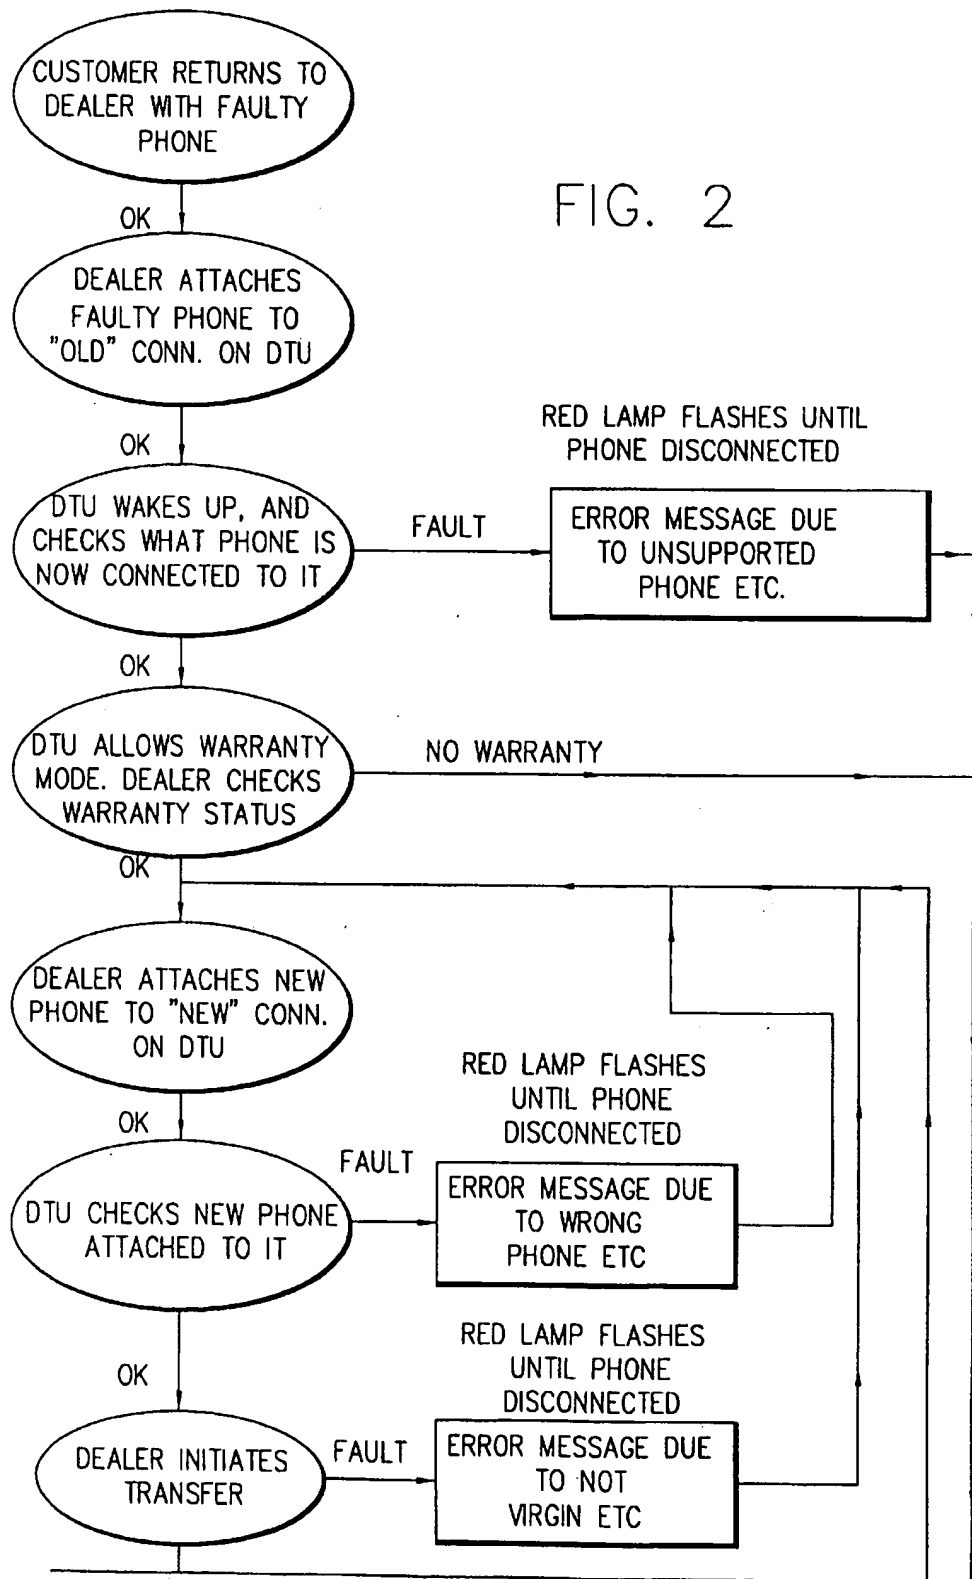 CUSTOMER RETURNS TO
DEALER WITH FAULTY
PHONE
FIG. 2
OK
DEALER ATTACHES
FAULTY PHONE TO
"OLD" CONN. ON DTU
OK
RED LAMP FLASHES UNTIL
PHONE DISCONNECTED
DTU WAKES UP, AND
CHECKS WHAT PHONE IS
NOW CONNECTED TO IT
FAULT
ERROR MESSAGE DUE
TO UNSUPPORTED
PHONE ETC.
OK
DTU ALLOWS WARRANTY
MODE. DEALER CHECKS
WARRANTY STATUS
NO WARRANTY
OK
DEALER ATTACHES NEW
PHONE TO "NEW" CONN.
ON DTU
OK
RED LAMP FLASHES
UNTIL PHONE
DISCONNECTED
DTU CHECKS NEW PHONE
ATTACHED TO IT
FAULT
ERROR MESSAGE DUE
TO WRONG
PHONE ETC
OK
RED LAMP FLASHES
UNTIL PHONE
DISCONNECTED
DEALER INITIATES
TRANSFER
FAULT
ERROR MESSAGE DUE
TO NOT
VIRGIN ETC